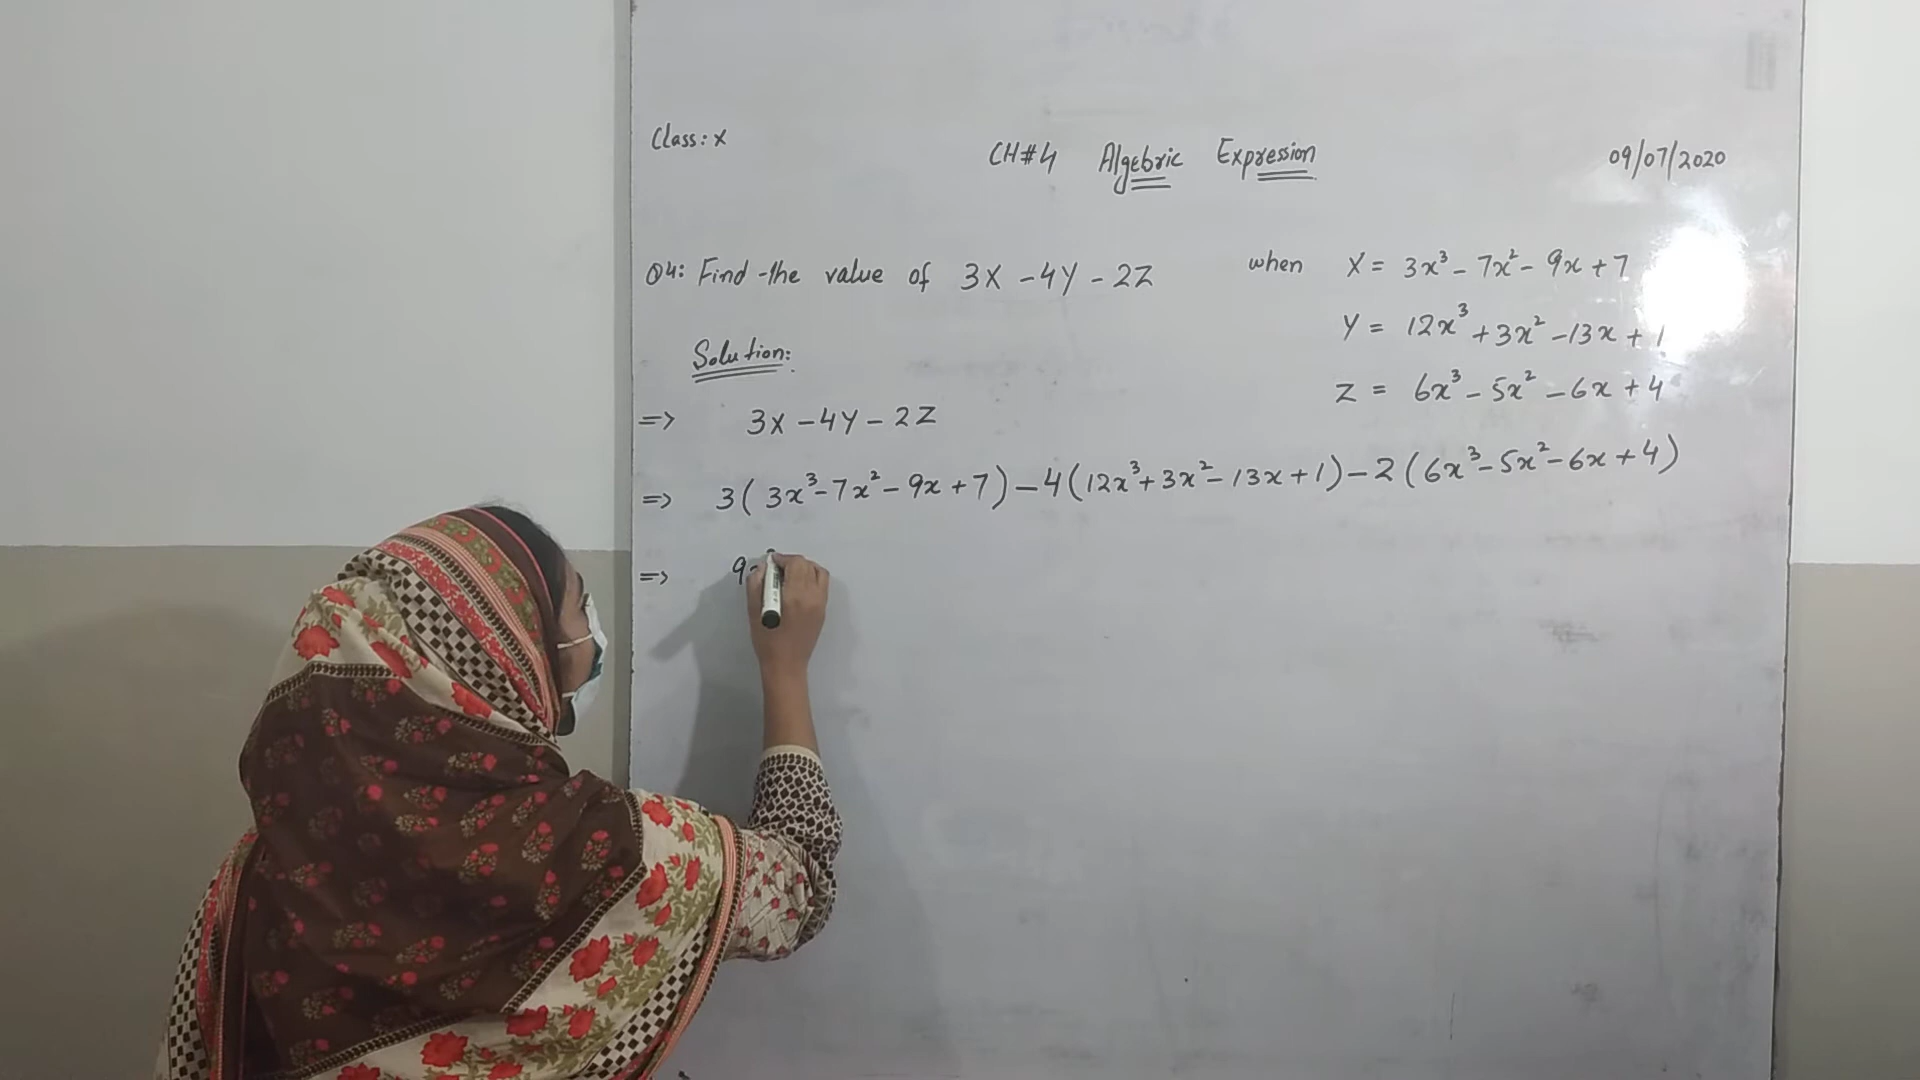 Class: X
CH#4 Algebric Expression
09/07/2020
Q4: Find the value of 3X - 4Y - 2Z when X = 3x³ - 7x² - 9x + 7
Y = 12x³ + 3x² - 13x + 1
Z = 6x³ - 5x² - 6x + 4
Solution:
=> 3X - 4Y - 2Z
=> 3(3x³ - 7x² - 9x + 7) - 4(12x³ + 3x² - 13x + 1) - 2(6x³ - 5x² - 6x + 4)
=> 9